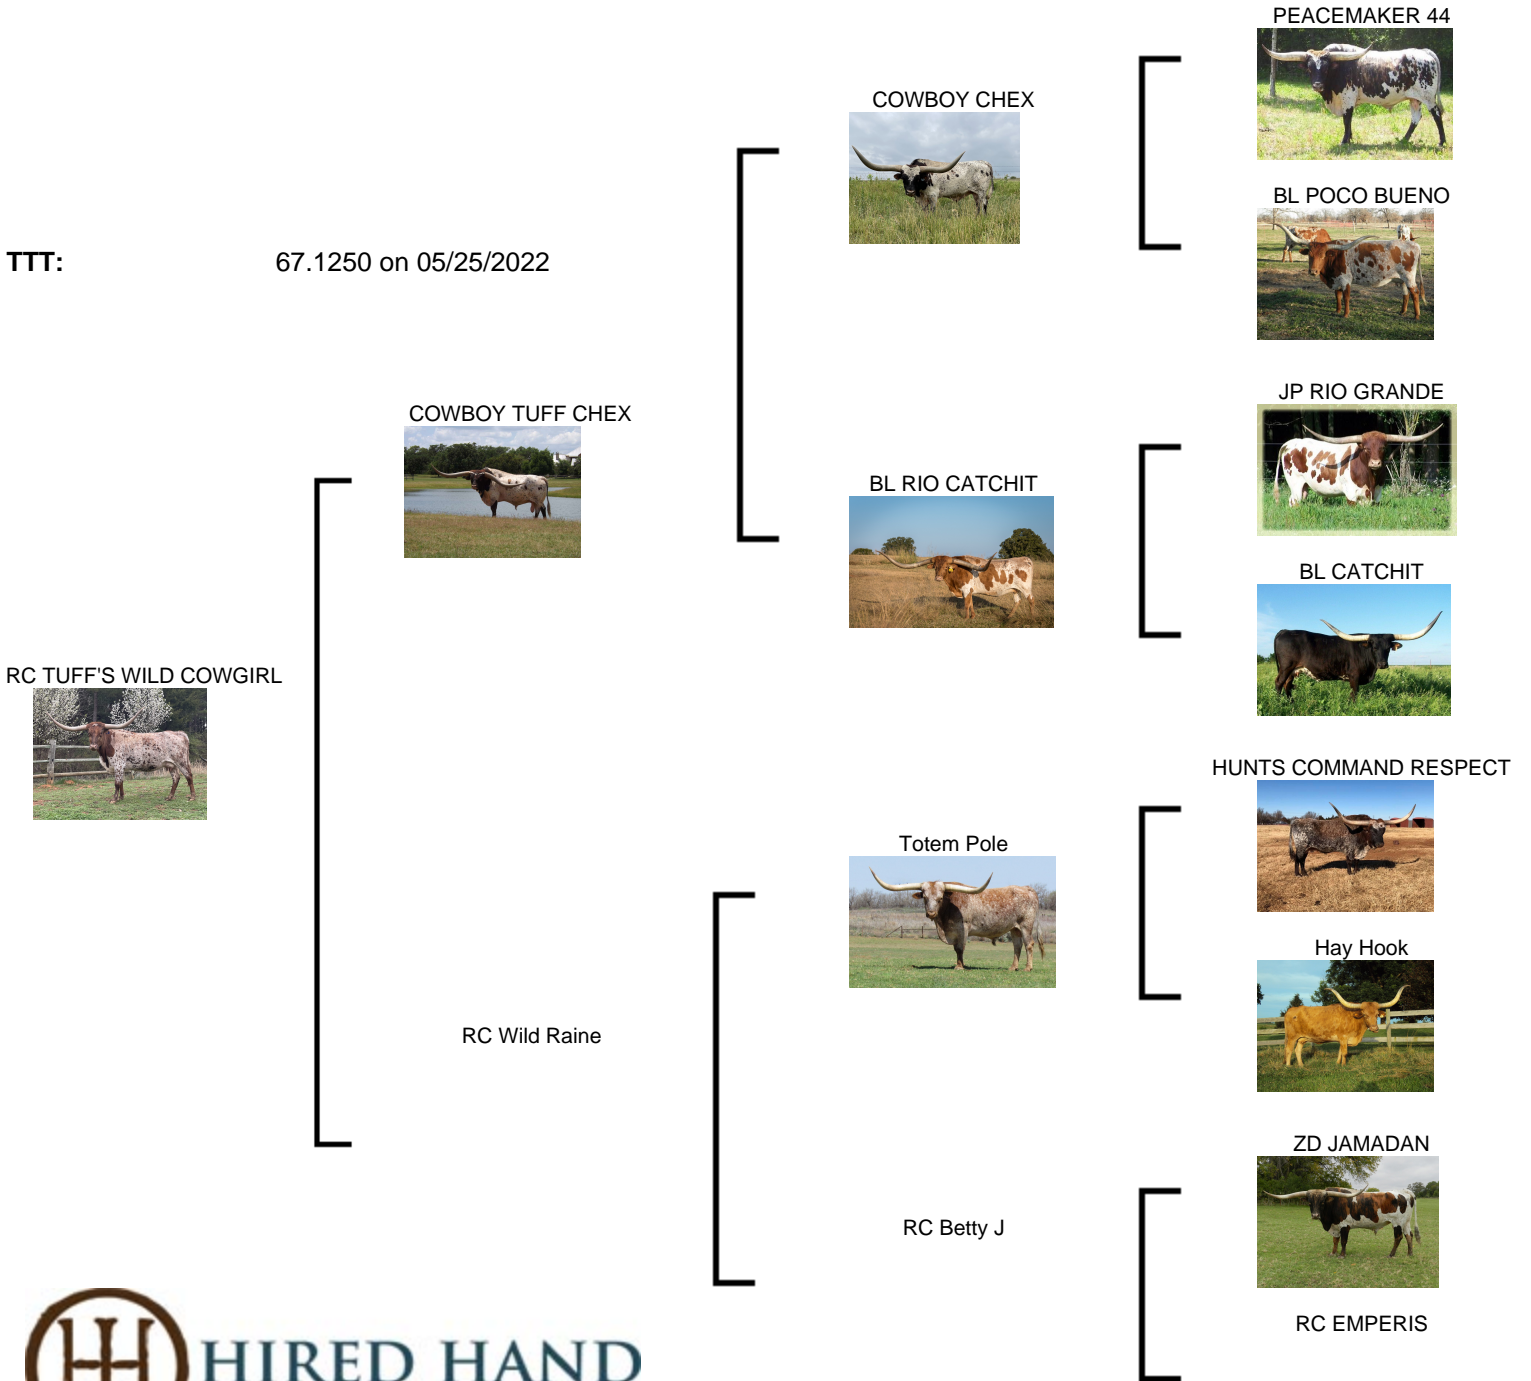 PEACEMAKER 44
COWBOY CHEX
BL POCO BUENO
TTT: 67.1250 on 05/25/2022
JP RIO GRANDE
COWBOY TUFF CHEX
BL RIO CATCHIT
BL CATCHIT
RC TUFF'S WILD COWGIRL
HUNTS COMMAND RESPECT
Totem Pole
Hay Hook
RC Wild Raine
ZD JAMADAN
RC Betty J
RC EMPERIS
HIRED HAND